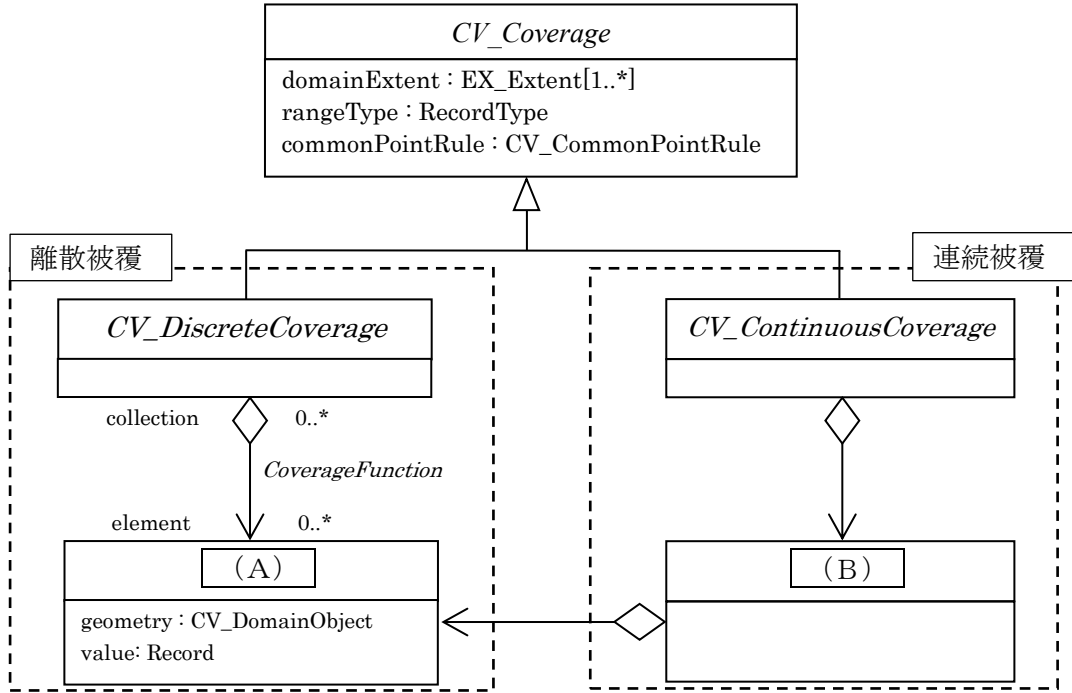 CV_Coverage
domainExtent：EX_Extent[1..*]
rangeType：RecordType
commonPointRule：CV_CommonPointRule
離散被覆
連続被覆
CV_DiscreteCoverage
CV_ContinuousCoverage
collection
0..*
CoverageFunction
element
0..*
（Ａ）
（Ｂ）
geometry：CV_DomainObject
value: Record